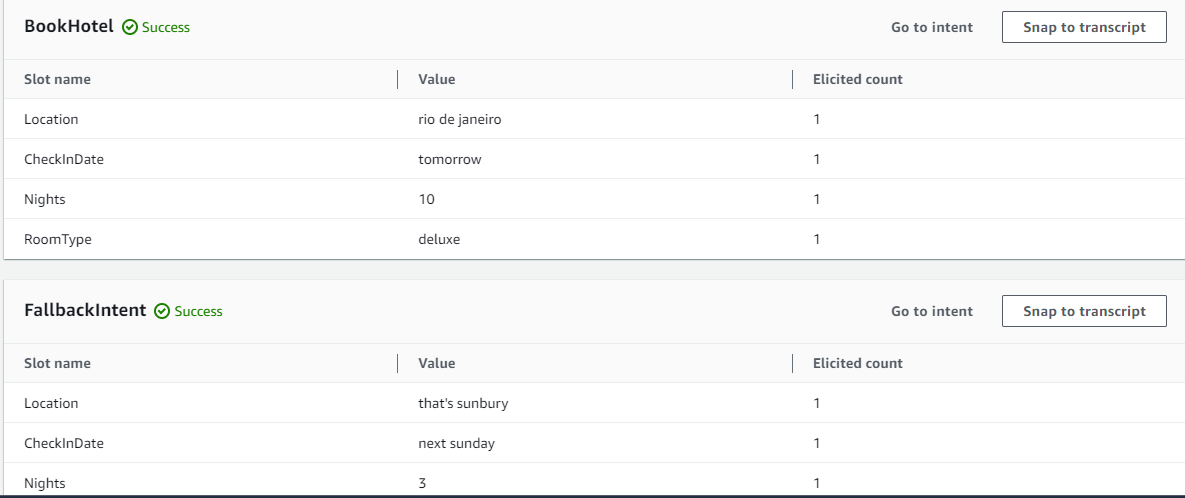 BookHotel Success Go to intent Snap to transcript
Slot name Value Elicited count
Location rio de janeiro 1
CheckInDate tomorrow 1
Nights 10 1
RoomType deluxe 1
FallbackIntent Success Go to intent Snap to transcript
Slot name Value Elicited count
Location that's sunbury 1
CheckInDate next sunday 1
Nights 3 1